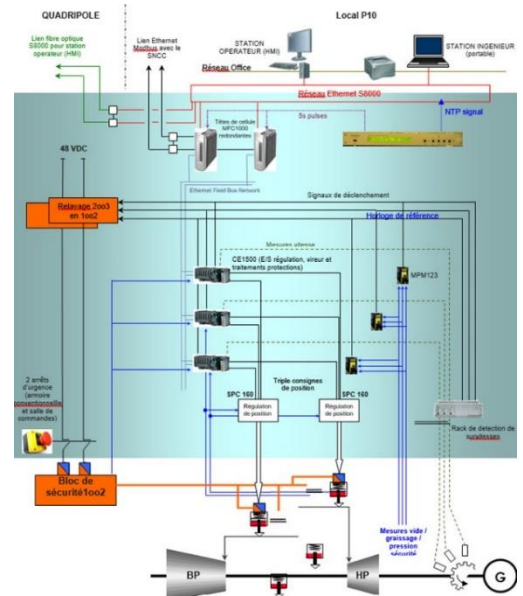 QUADRIPOLE
Local P10
Lien fibre optique
S8000 pour station
operateur (HMI)
Lien Ethernet
Modbus avec le
SNCC
STATION
OPERATEUR (HMI)
STATION INGENIEUR
(portable)
Réseau Office
Réseau Ethernet S8000
Têtes de cellule
MFC1000
redondantes
5s pulses
NTP signal
48 VDC
Ethernet Field Bus Network
Relayage 2oo3
en 1oo2
Signaux de déclenchement
Horloge de référence
Mesures vitesse
CE1500 (E/S régulation, vireur et
traitements protections)
MPM123
2 arrêts
d'urgence (armoire
conventionnelle
et salle de
commandes)
SPC 160
Triple consignes
de position
SPC 160
Régulation
de position
Régulation
de position
Rack de detection de
survitesses
Bloc de
sécurité1oo2
Mesures vide /
graissage /
pression
sécurité
BP
HP
G